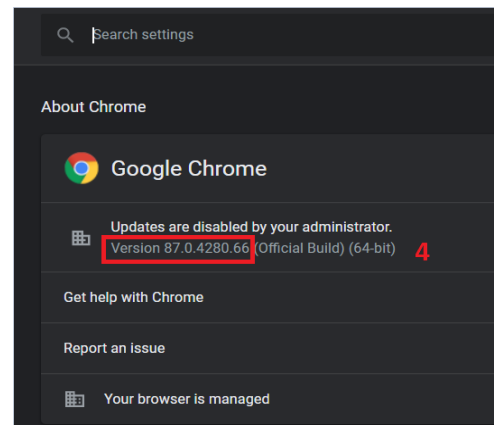 Search settings
About Chrome
Google Chrome
Updates are disabled by your administrator.
Version 87.0.4280.66 (Official Build) (64-bit) 4
Get help with Chrome
Report an issue
Your browser is managed